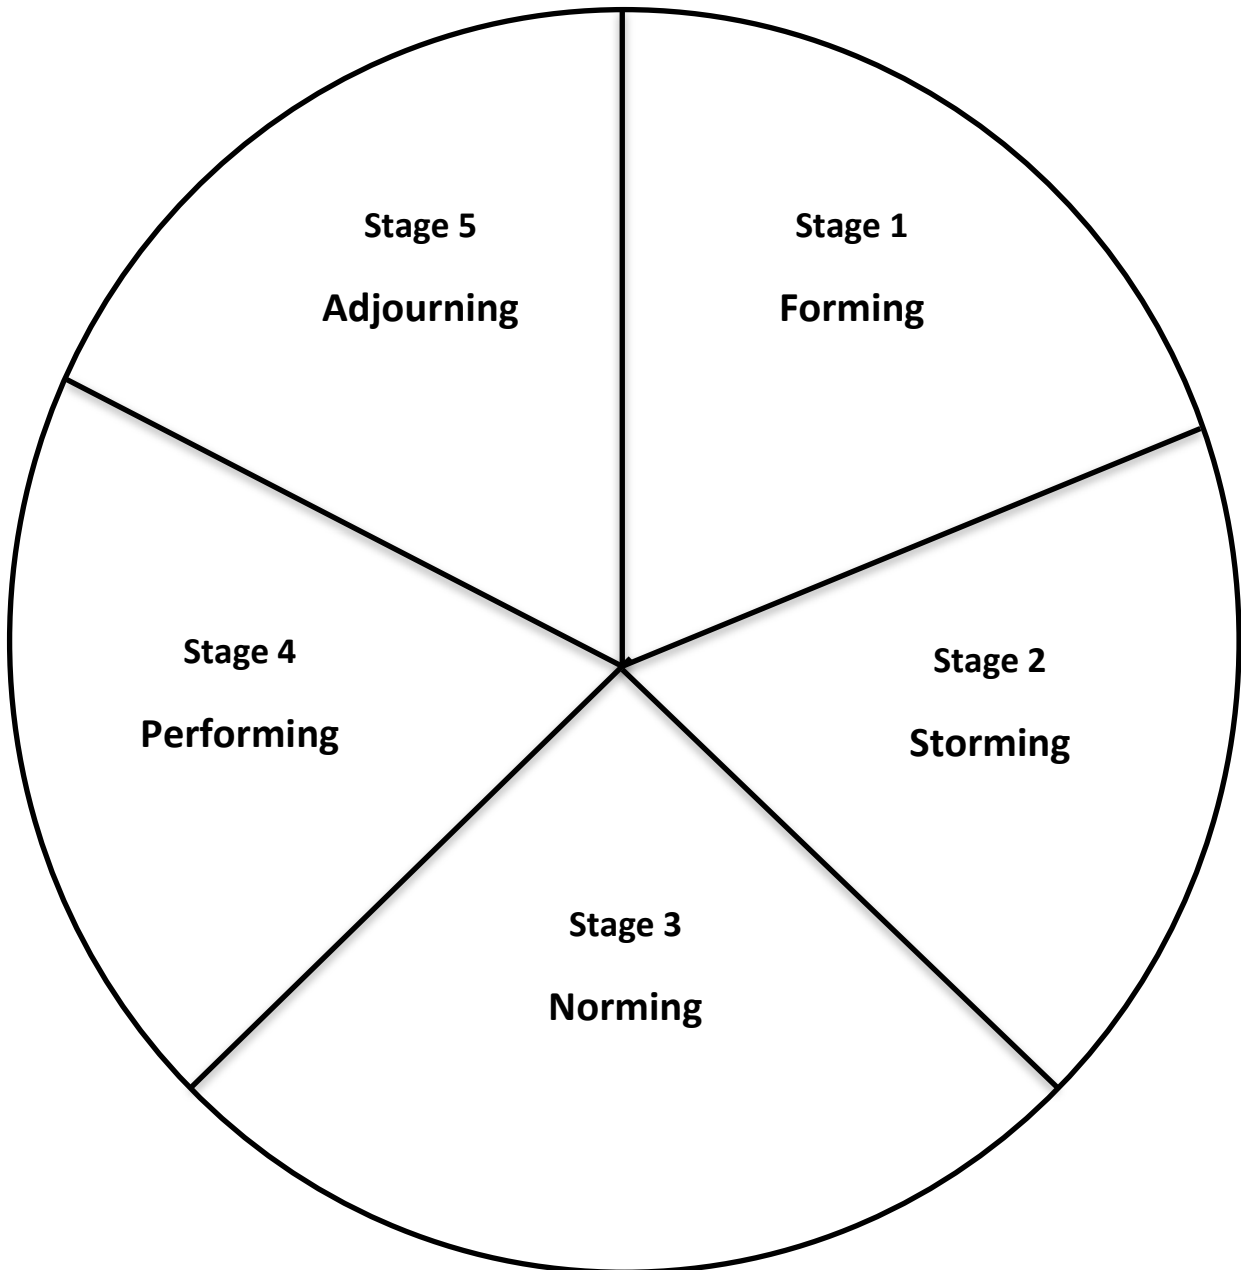 Stage 1
Forming
Stage 2
Storming
Stage 3
Norming
Stage 4
Performing
Stage 5
Adjourning